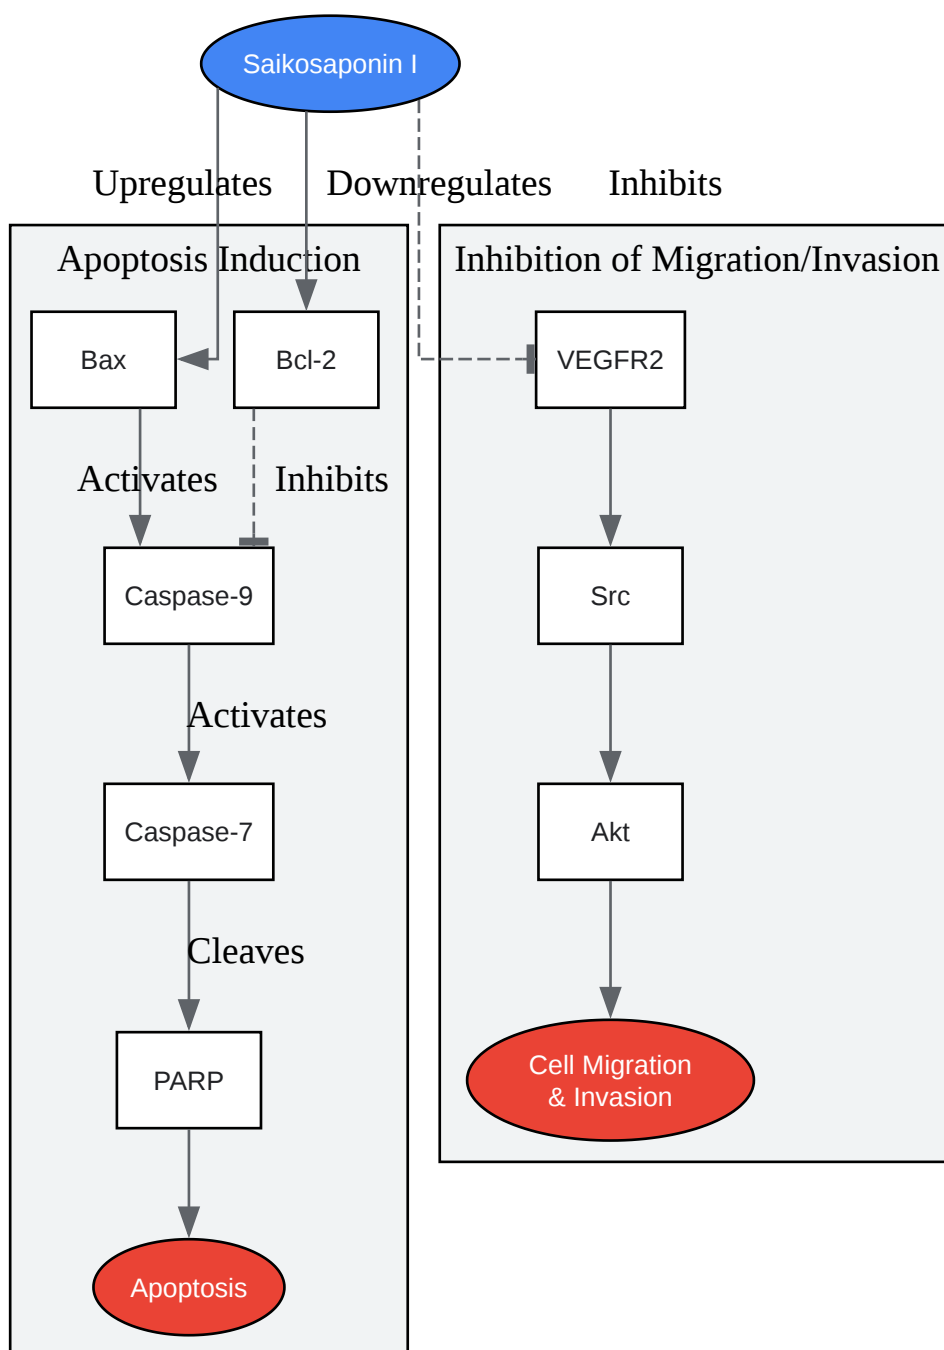 Saikosaponin I
Upregulates
Downregulates
Inhibits
Apoptosis Induction
Inhibition of Migration/Invasion
Bax
Bcl-2
VEGFR2
Activates
Inhibits
Caspase-9
Src
Activates
Caspase-7
Akt
Cleaves
PARP
Cell Migration
& Invasion
Apoptosis